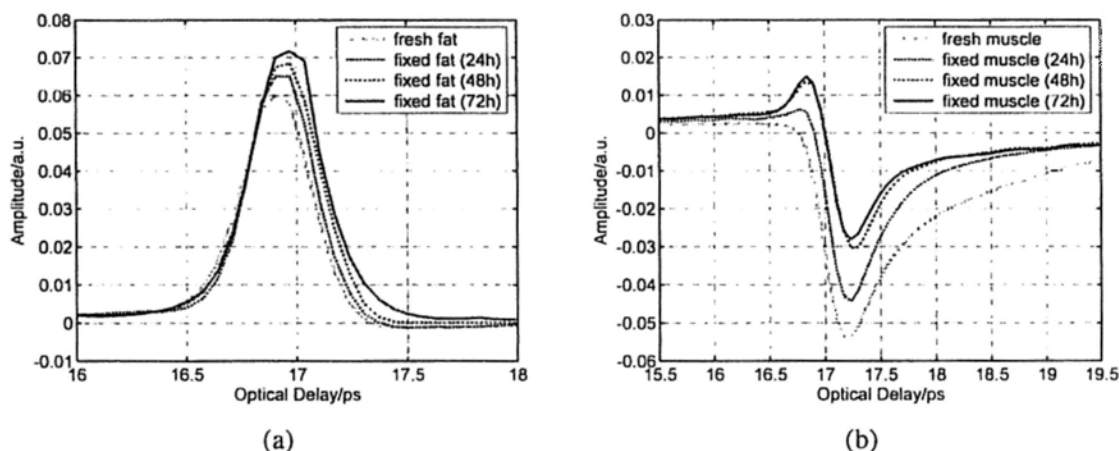 0.08
0.07
0.06
0.05
0.04
0.03
0.02
0.01
0
-0.01
Amplitude/a.u.
fresh fat
fixed fat (24h)
fixed fat (48h)
fixed fat (72h)
16
16.5
17
17.5
18
Optical Delay/ps
(a)
0.03
0.02
0.01
0
-0.01
-0.02
-0.03
-0.04
-0.05
-0.06
Amplitude/a.u.
fresh muscle
fixed muscle (24h)
fixed muscle (48h)
fixed muscle (72h)
15.5
16
16.5
17
17.5
18
18.5
19
19.5
Optical Delay/ps
(b)